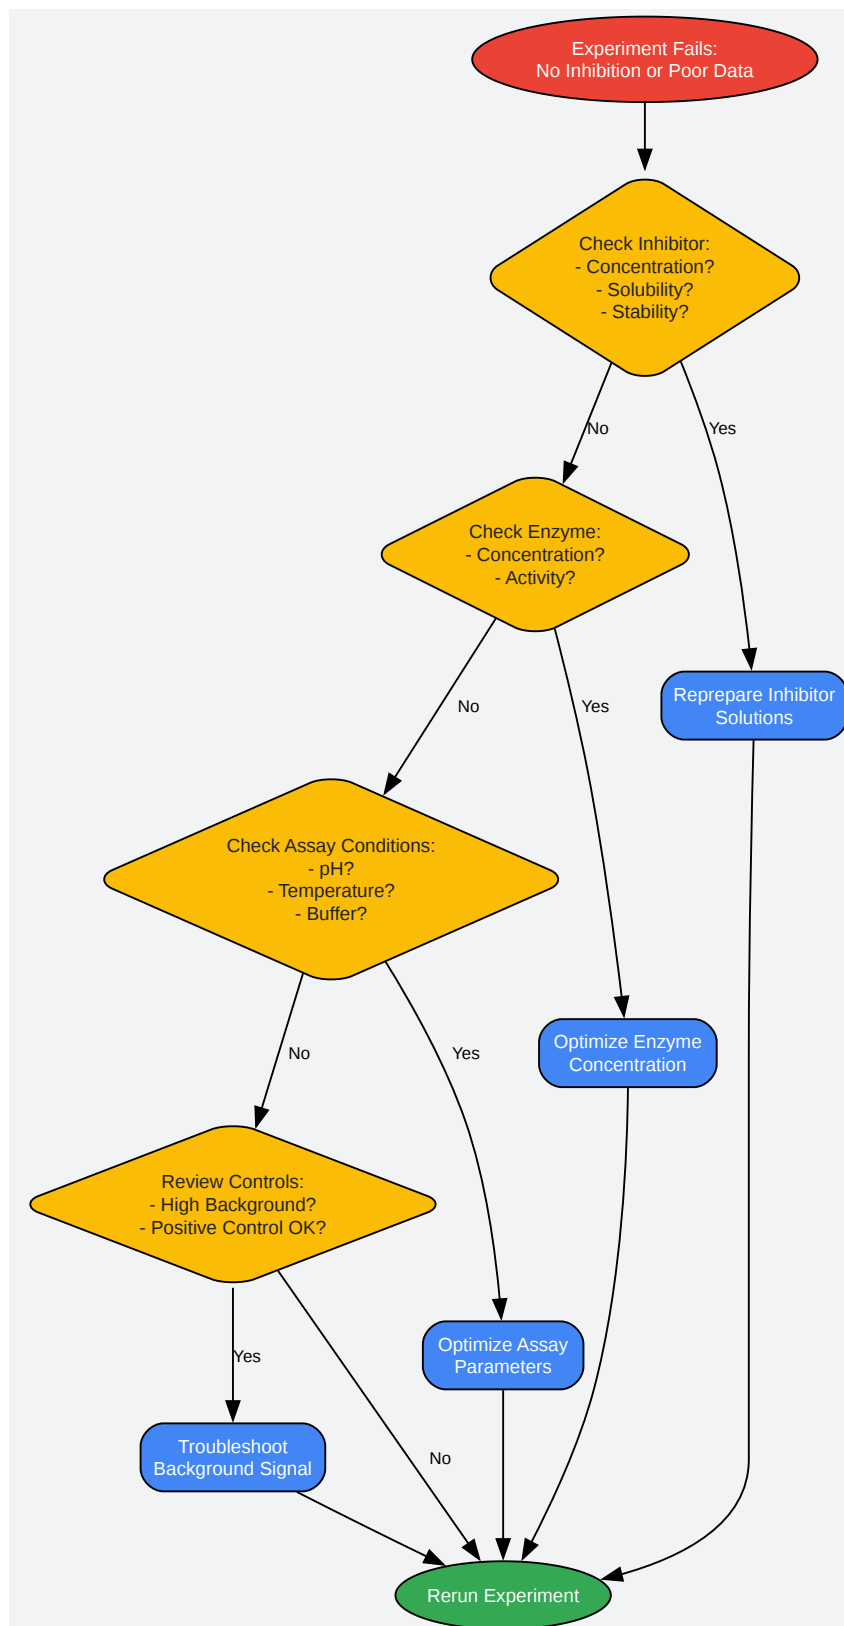 Experiment Fails:
No Inhibition or Poor Data
Check Inhibitor:
- Concentration?
- Solubility?
- Stability?
No
Yes
Check Enzyme:
- Concentration?
- Activity?
No
Yes
Reprepare Inhibitor
Solutions
Check Assay Conditions:
- pH?
- Temperature?
- Buffer?
No
Yes
Optimize Enzyme
Concentration
Review Controls:
- High Background?
- Positive Control OK?
Yes
No
Optimize Assay
Parameters
Troubleshoot
Background Signal
Rerun Experiment